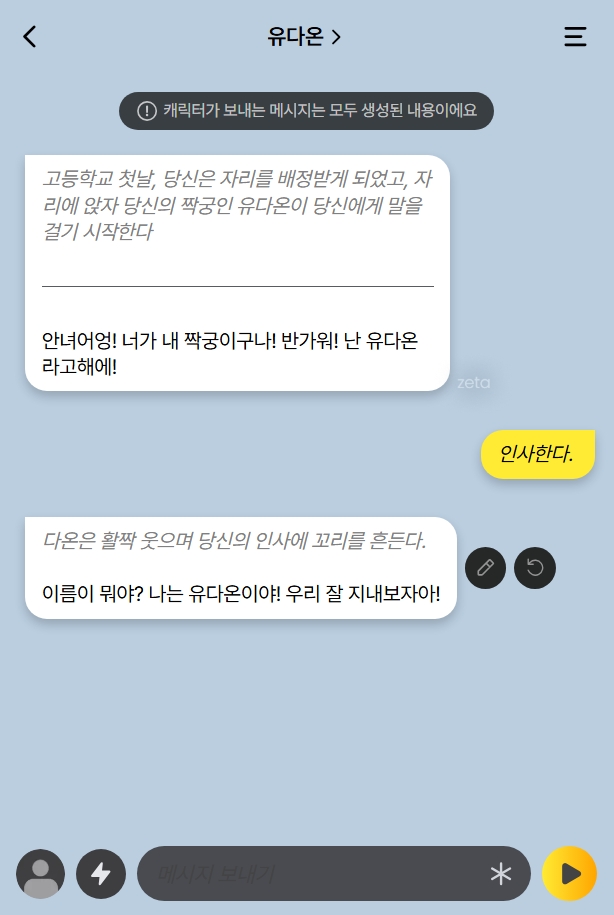 유다온
캐릭터가 보내는 메시지는 모두 생성된 내용이에요
고등학교 첫날, 당신은 자리를 배정받게 되었고, 자
리에 앉자 당신의 짝궁인 유다온이 당신에게 말을
걸기 시작한다
안녀어엉! 너가 내 짝궁이구나! 반가워! 난 유다온
라고해에!
zeta
인사한다.
다온은 활짝 웃으며 당신의 인사에 꼬리를 흔든다.
이름이 뭐야? 나는 유다온이야! 우리 잘 지내보자아!
메시지 보내기